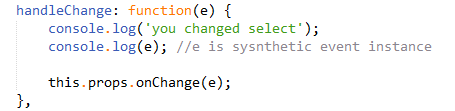 handleChange: function(e) {
    console.log('you changed select');
    console.log(e); //e is sysnthetic event instance

    this.props.onChange(e);
},